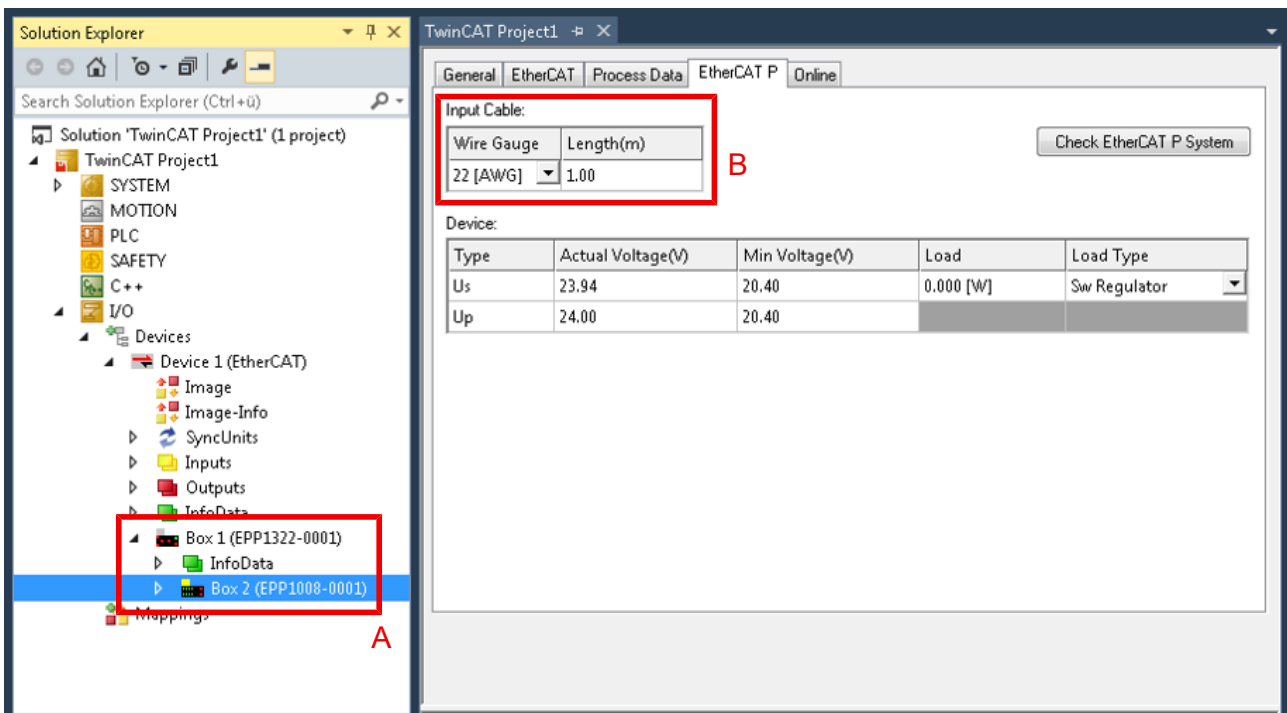 Solution Explorer
Search Solution Explorer (Ctrl+ü)
Solution 'TwinCAT Project1' (1 project)
TwinCAT Project1
SYSTEM
MOTION
PLC
SAFETY
C++
I/O
Devices
Device 1 (EtherCAT)
Image
Image-Info
SyncUnits
Inputs
Outputs
InfoData
Box 1 (EPP1322-0001)
InfoData
Box 2 (EPP1008-0001)
Mappings
A
TwinCAT Project1
General EtherCAT Process Data EtherCAT P Online
Input Cable:
Wire Gauge Length(m)
22 [AWG] 1.00
B
Check EtherCAT P System
Device:
Type Actual Voltage(V) Min Voltage(V) Load Load Type
Us 23.94 20.40 0.000 [W] Sw Regulator
Up 24.00 20.40